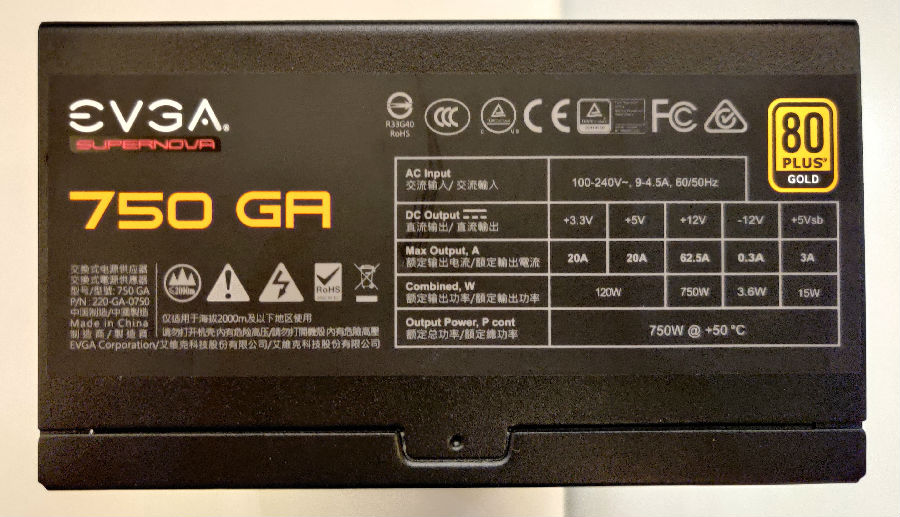 EVGA®
SUPERNOVA
750 GA
R33G40
RoHS
CCC
C US
CE
FC
80
PLUS
GOLD
AC Input
交流输入/ 交流輸入
100-240V~, 9-4.5A, 60/50Hz
DC Output
直流输出/ 直流輸出
+3.3V +5V +12V -12V +5Vsb
Max Output, A
额定输出电流/額定輸出電流
20A 20A 62.5A 0.3A 3A
Combined, W
额定输出功率/額定輸出功率
120W 750W 3.6W 15W
Output Power, P cont
额定总功率/額定總功率
750W @ +50 °C
交换式电源供应器
交換式電源供應器
型号/型號: 750 GA
P/N : 220-GA-0750
中国制造/中國製造
Made in China
制造商/製造商
EVGA Corporation/艾维克科技股份有限公司/艾維克科技股份有限公司
≤2000m
RoHS
仅适用于海拔2000m及以下地区使用
请勿打开机壳 内有危险高压/請勿打開機殼 內有危險高壓